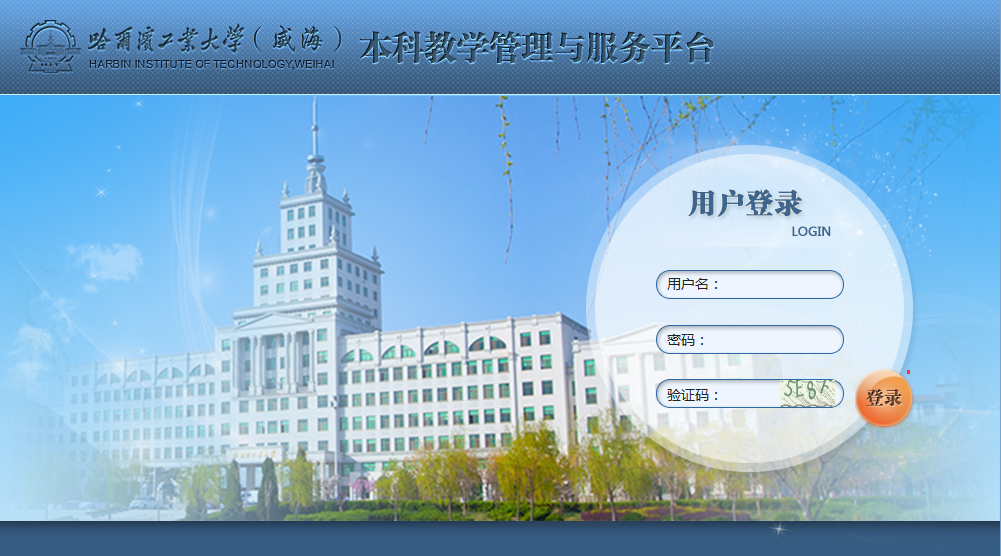 哈尔滨工业大学（威海）
HARBIN INSTITUTE OF TECHNOLOGY,WEIHAI
本科教学管理与服务平台
用户登录
LOGIN
用户名：
密码：
验证码：
登录